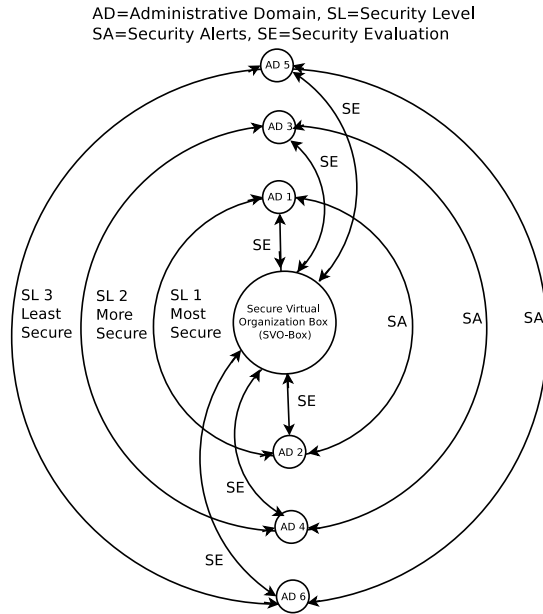 AD=Administrative Domain, SL=Security Level
SA=Security Alerts, SE=Security Evaluation
AD 5
SE
AD 3
SE
AD 1
SE
SL 3
Least
Secure
SL 2
More
Secure
SL 1
Most
Secure
Secure Virtual
Organization Box
(SVO-Box)
SA
SA
SA
SE
AD 2
SE
AD 4
SE
AD 6